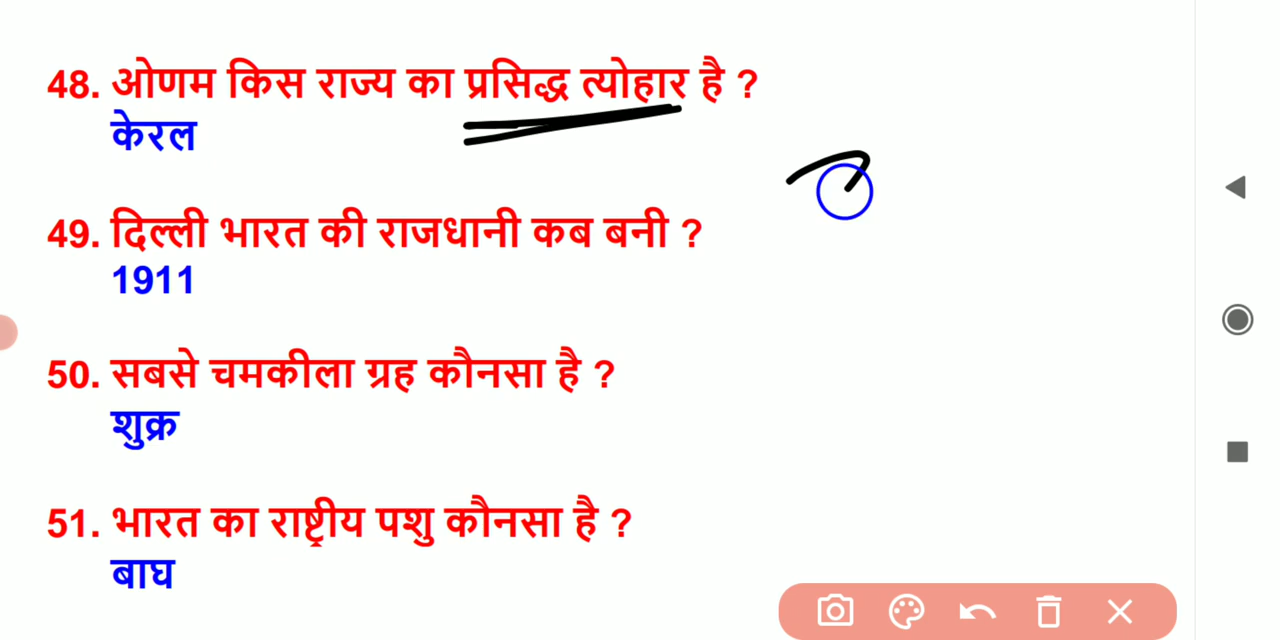 48. ओणम किस राज्य का प्रसिद्ध त्योहार है ?
केरल
49. दिल्ली भारत की राजधानी कब बनी ?
1911
50. सबसे चमकीला ग्रह कौनसा है ?
शुक्र
51. भारत का राष्ट्रीय पशु कौनसा है ?
बाघ